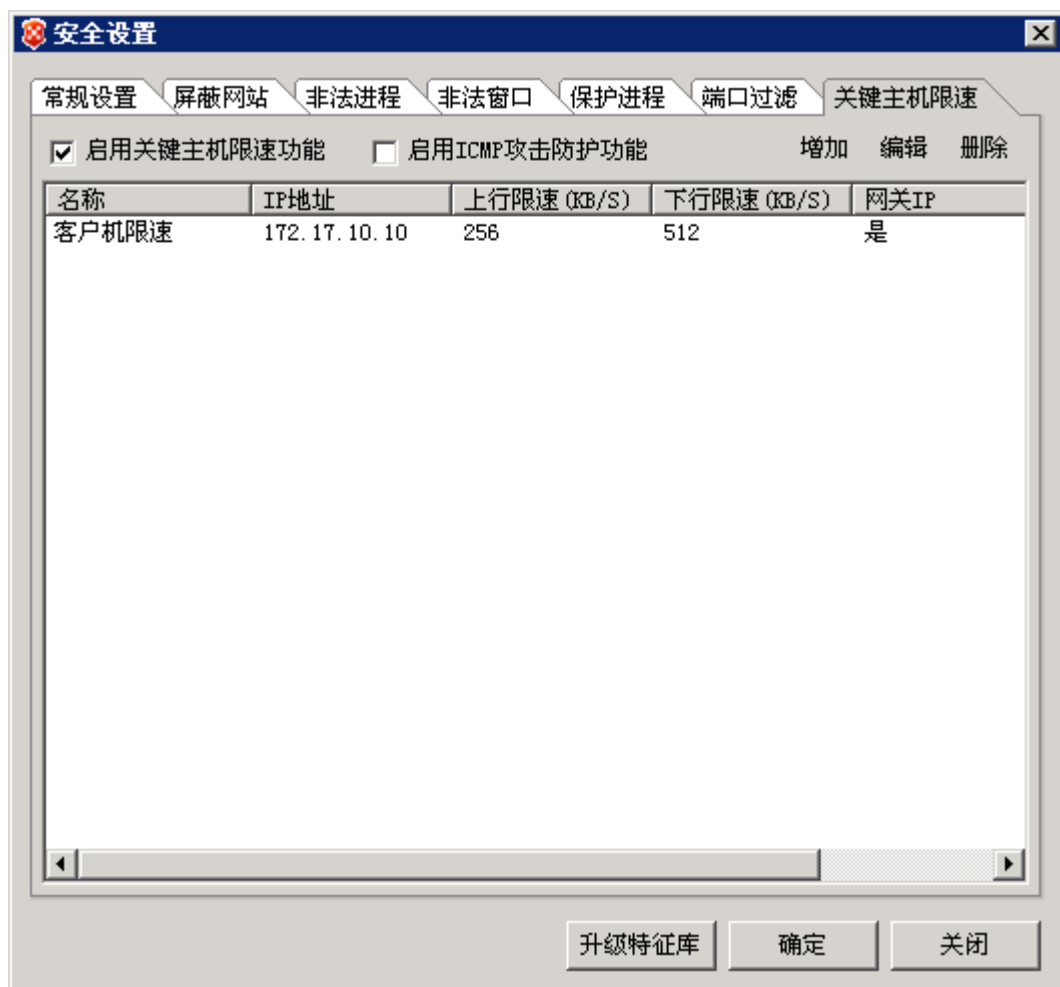 安全设置
常规设置 屏蔽网站 非法进程 非法窗口 保护进程 端口过滤 关键主机限速
启用关键主机限速功能 启用ICMP攻击防护功能 增加 编辑 删除
名称 IP地址 上行限速(KB/S) 下行限速(KB/S) 网关IP
客户机限速 172.17.10.10 256 512 是
升级特征库 确定 关闭